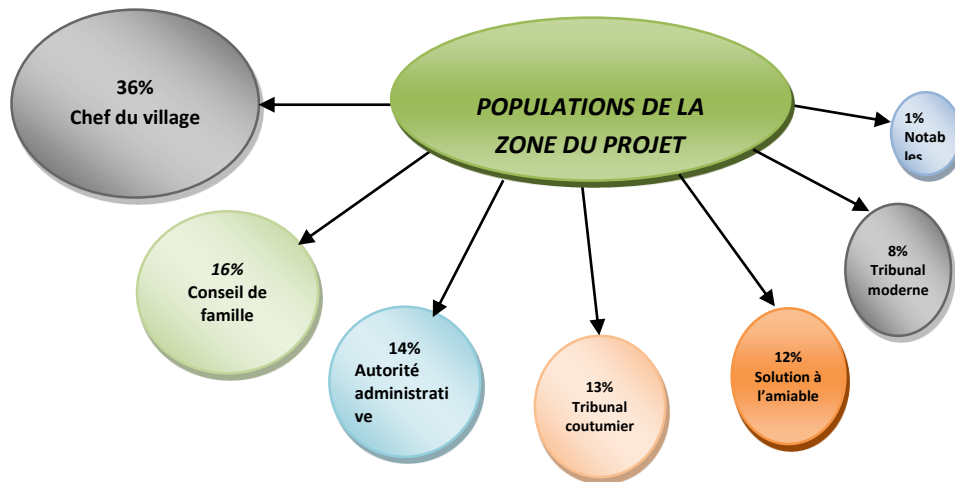 POPULATIONS DE LA
ZONE DU PROJET
36%
Chef du village
16%
Conseil de
famille
14%
Autorité
administrati
ve
13%
Tribunal
coutumier
12%
Solution à
l'amiable
8%
Tribunal
moderne
1%
Notab
les